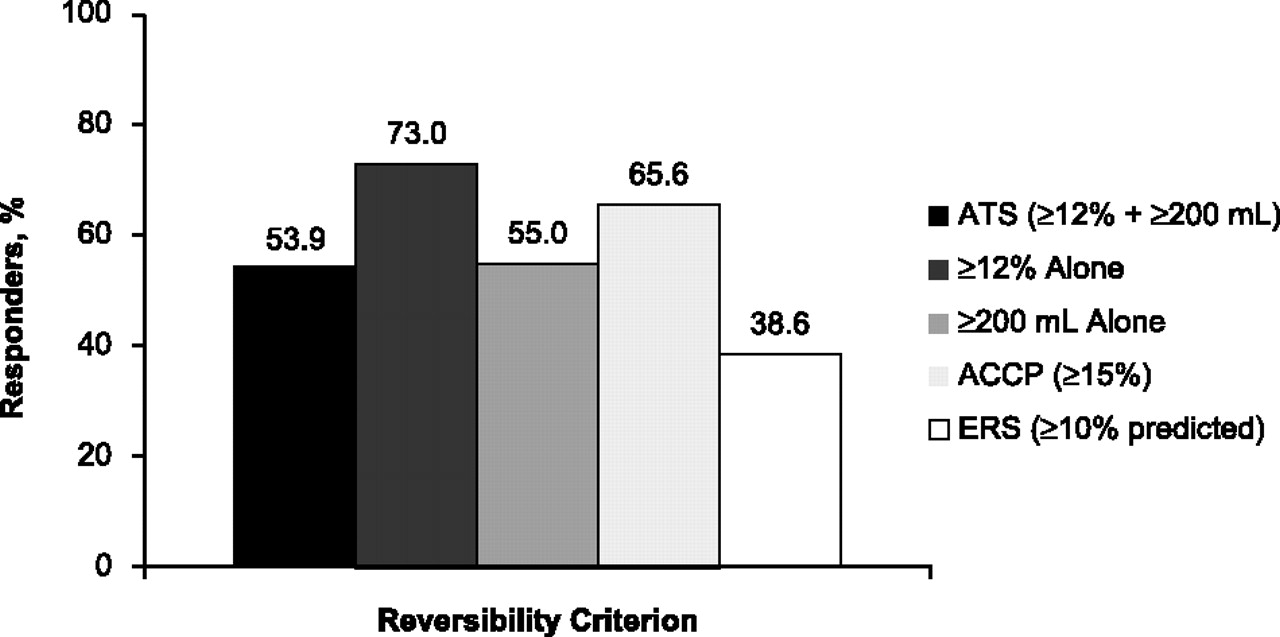 100
80
60
40
20
0
Responders, %
53.9
73.0
55.0
65.6
38.6
Reversibility Criterion
ATS (≥12% + ≥200 mL)
≥12% Alone
≥200 mL Alone
ACCP (≥15%)
ERS (≥10% predicted)